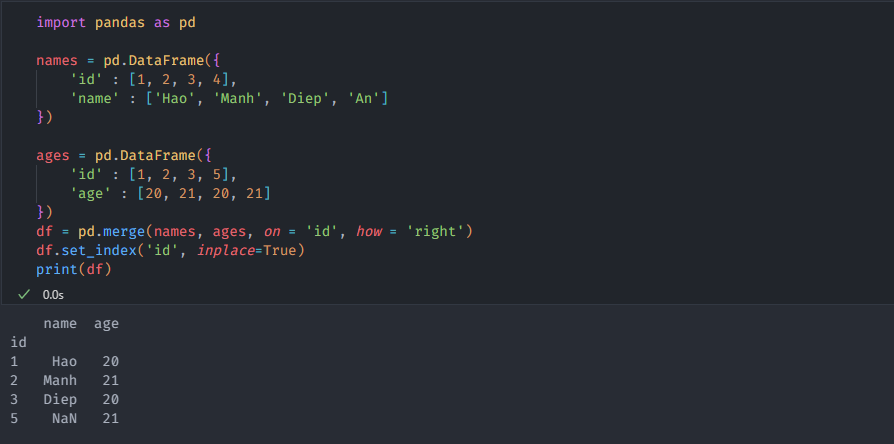 import pandas as pd
names = pd.DataFrame({
    'id' : [1, 2, 3, 4],
    'name' : ['Hao', 'Manh', 'Diep', 'An']
})
ages = pd.DataFrame({
    'id' : [1, 2, 3, 5],
    'age' : [20, 21, 20, 21]
})
df = pd.merge(names, ages, on = 'id', how = 'right')
df.set_index('id', inplace=True)
print(df)
0.0s
    name  age
id
1    Hao   20
2   Manh   21
3   Diep   20
5    NaN   21